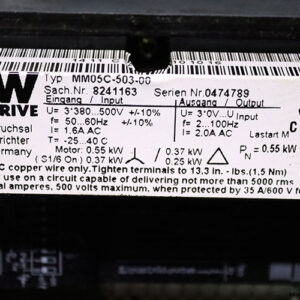 Typ MM05C-503-00
W Sach.Nr. 8241163 Serien Nr.0474789
DRIVE Eingang / Input Ausgang / Output
U= 3*380...500V +/-10% U= 3*0V...U Input
ruchsal f= 50...60Hz +/-10% f= 2...100Hz
richter I= 1.6A AC I= 2.0A AC Lastart M
Germany T= -25...40 C
Motor: 0.55 kW 0.37 kW PN = 0.55 kW
( S1/6 On ) 0.37 kW 0.25 kW
C copper wire only. Tighten terminals to 13.3 in. - lbs.(1,5 Nm)
use on a circuit capable of delivering not more than 5000 rms
al amperes, 500 volts maximum, when protected by 35 A/600 V